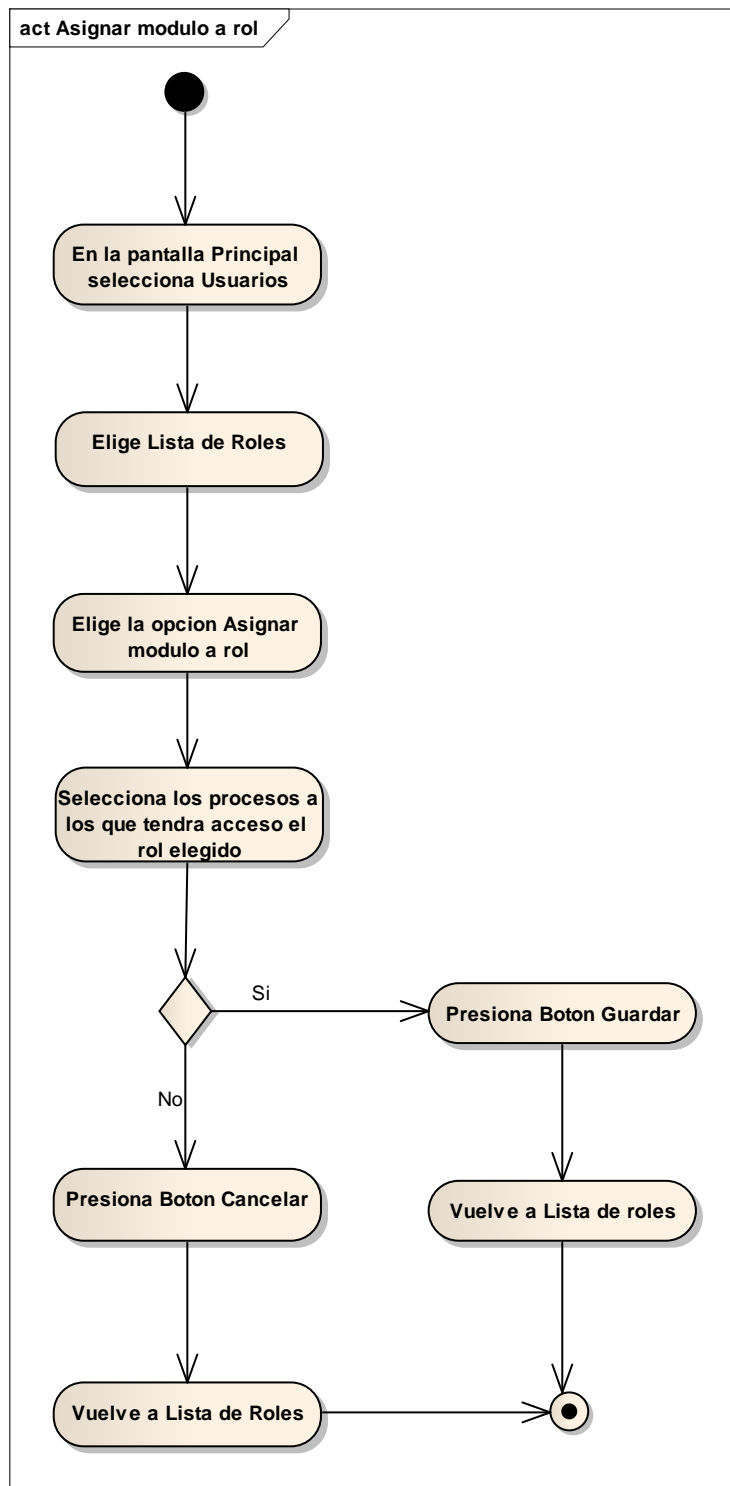 act Asignar modulo a rol
En la pantalla Principal
selecciona Usuarios
Elige Lista de Roles
Elige la opcion Asignar
modulo a rol
Selecciona los procesos a
los que tendra acceso el
rol elegido
Si
Presiona Boton Guardar
No
Presiona Boton Cancelar
Vuelve a Lista de roles
Vuelve a Lista de Roles